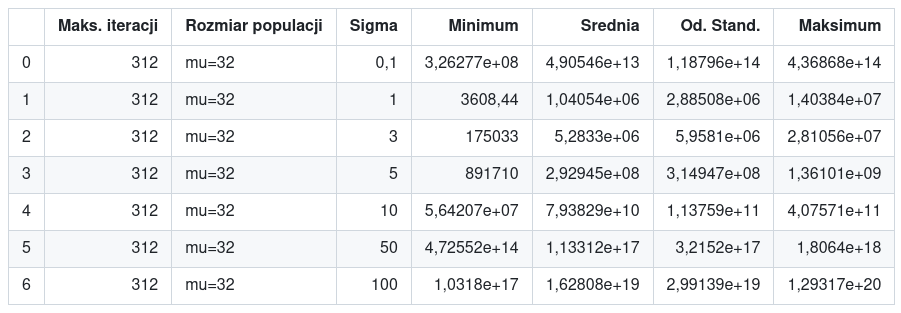 Maks. iteracji Rozmiar populacji Sigma Minimum Srednia Od. Stand. Maksimum
0 312 mu=32 0,1 3,26277e+08 4,90546e+13 1,18796e+14 4,36868e+14
1 312 mu=32 1 3608,44 1,04054e+06 2,88508e+06 1,40384e+07
2 312 mu=32 3 175033 5,2833e+06 5,9581e+06 2,81056e+07
3 312 mu=32 5 891710 2,92945e+08 3,14947e+08 1,36101e+09
4 312 mu=32 10 5,64207e+07 7,93829e+10 1,13759e+11 4,07571e+11
5 312 mu=32 50 4,72552e+14 1,13312e+17 3,2152e+17 1,8064e+18
6 312 mu=32 100 1,0318e+17 1,62808e+19 2,99139e+19 1,29317e+20